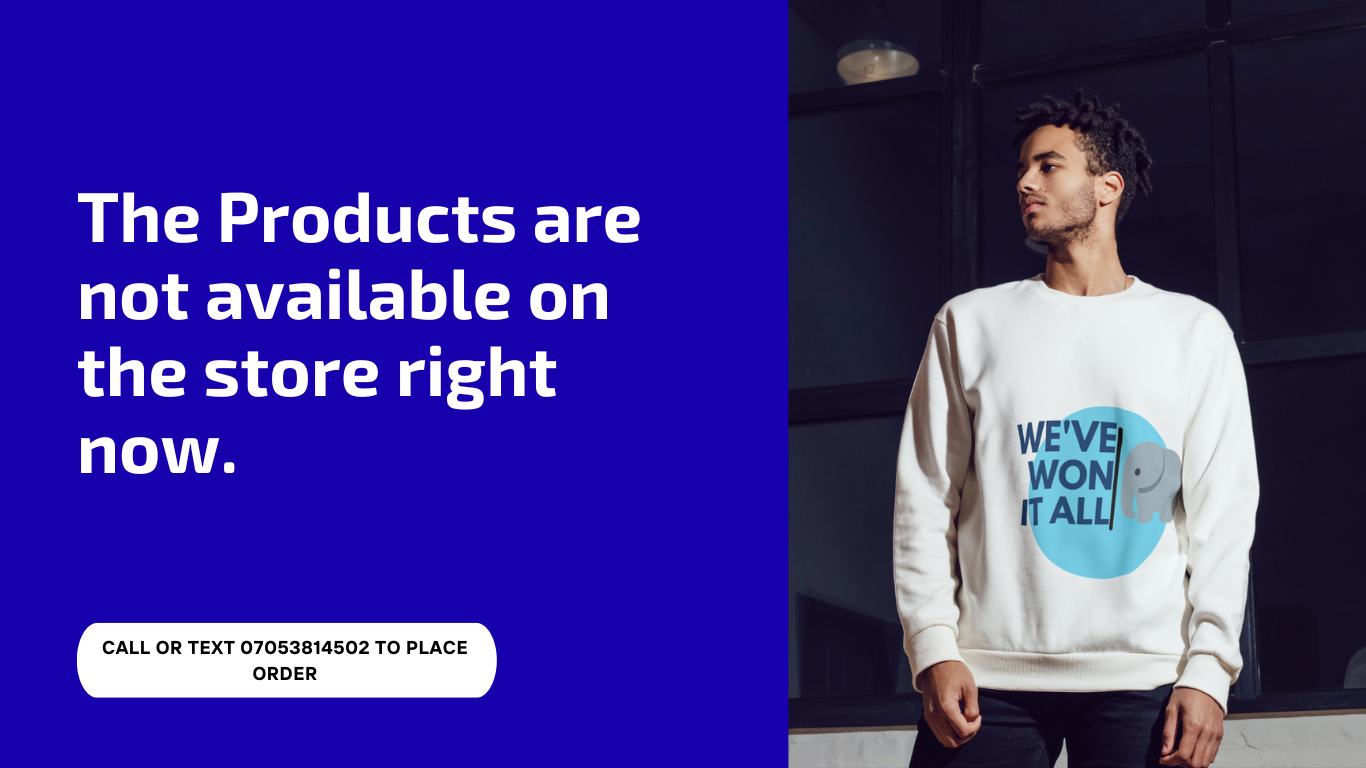 The Products are
not available on
the store right
now.
CALL OR TEXT 07053814502 TO PLACE
ORDER
WE'VE
WON
IT ALL